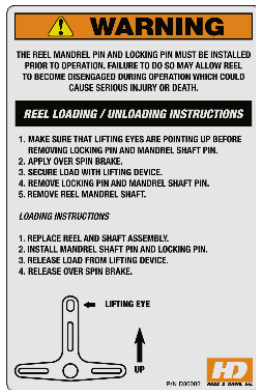 WARNING
THE REEL MANDREL PIN AND LOCKING PIN MUST BE INSTALLED
PRIOR TO OPERATION. FAILURE TO DO SO MAY ALLOW REEL
TO BECOME DISENGAGED DURING OPERATION WHICH COULD
CAUSE SERIOUS INJURY OR DEATH.
REEL LOADING / UNLOADING INSTRUCTIONS
1. MAKE SURE THAT LIFTING EYES ARE POINTING UP BEFORE
REMOVING LOCKING PIN AND MANDREL SHAFT PIN.
2. APPLY OVER SPIN BRAKE.
3. SECURE LOAD WITH LIFTING DEVICE.
4. REMOVE LOCKING PIN AND MANDREL SHAFT PIN.
5. REMOVE REEL MANDREL SHAFT.
LOADING INSTRUCTIONS
1. REPLACE REEL AND SHAFT ASSEMBLY.
2. INSTALL MANDREL SHAFT PIN AND LOCKING PIN.
3. RELEASE LOAD FROM LIFTING DEVICE.
4. RELEASE OVER SPIN BRAKE.
LIFTING EYE
UP
P/N
HD